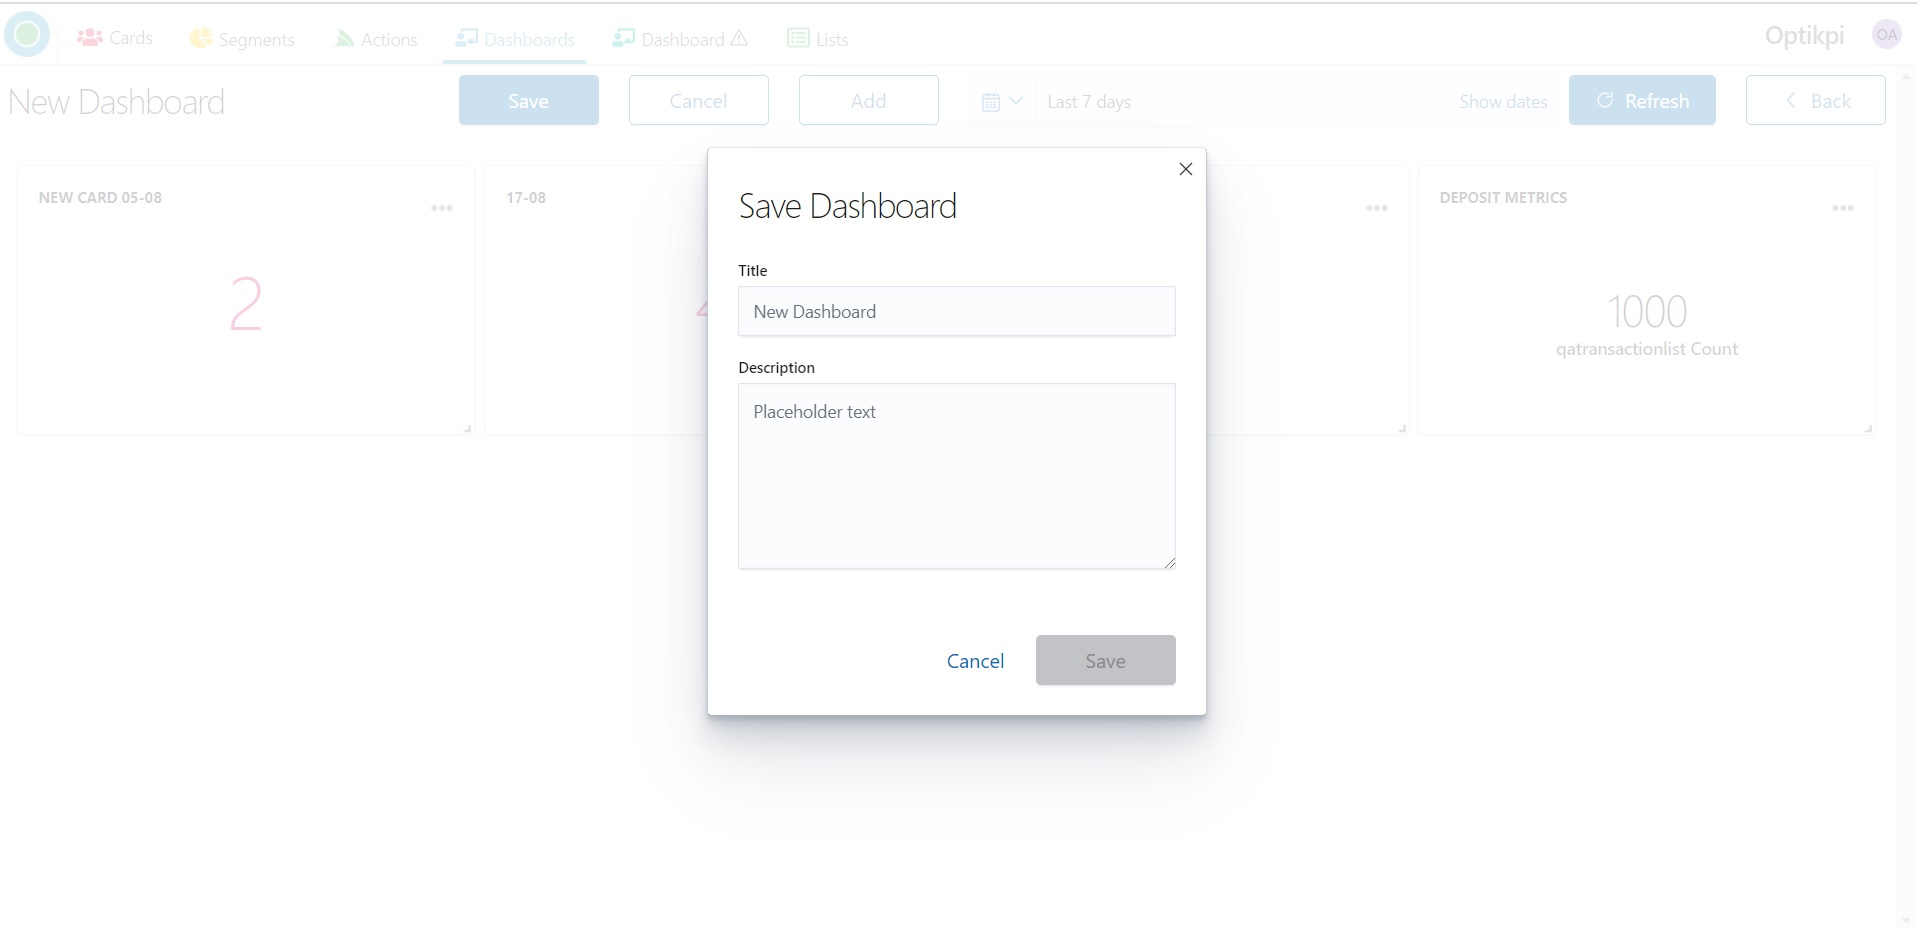 Cards Segments Actions Dashboards Dashboard Lists Optikpi OA
New Dashboard Save Cancel Add Last 7 days Show dates Refresh Back
NEW CARD 05-08
2
17-08
DEPOSIT METRICS
1000
qatransactionlist Count
Save Dashboard
Title
New Dashboard
Description
Placeholder text
Cancel Save